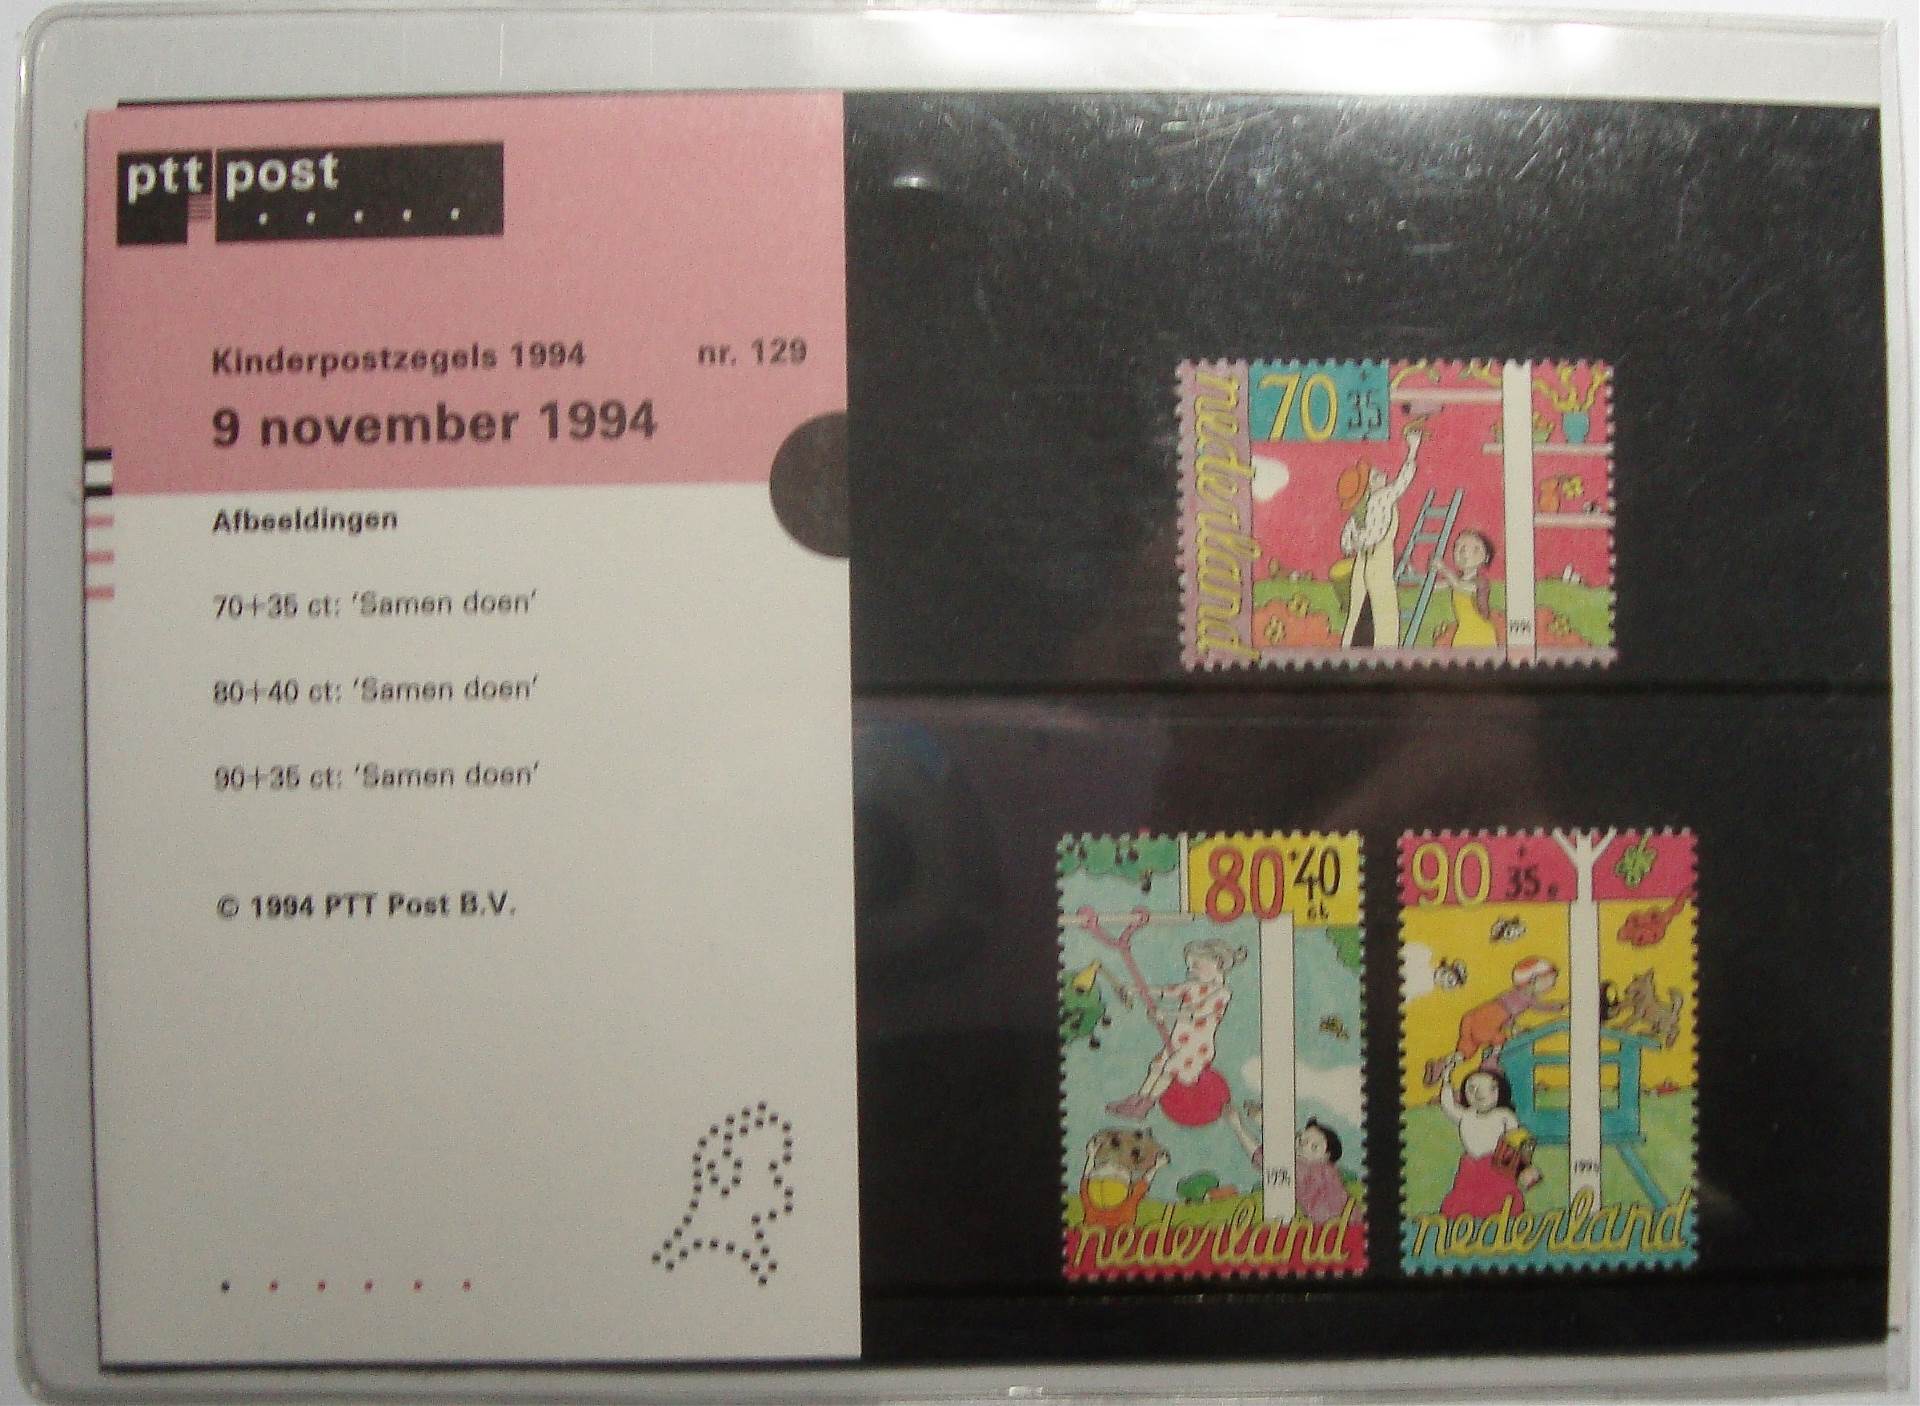 ptt post
Kinderpostzegels 1994 nr. 129
9 november 1994
Afbeeldingen
70+35 ct: ‘Samen doen’
80+40 ct: ‘Samen doen’
90+35 ct: ‘Samen doen’
© 1994 PTT Post B.V.
70 + 35
nederland
1994
80 + 40
ct
1994
nederland
90 + 35 c
1994
nederland